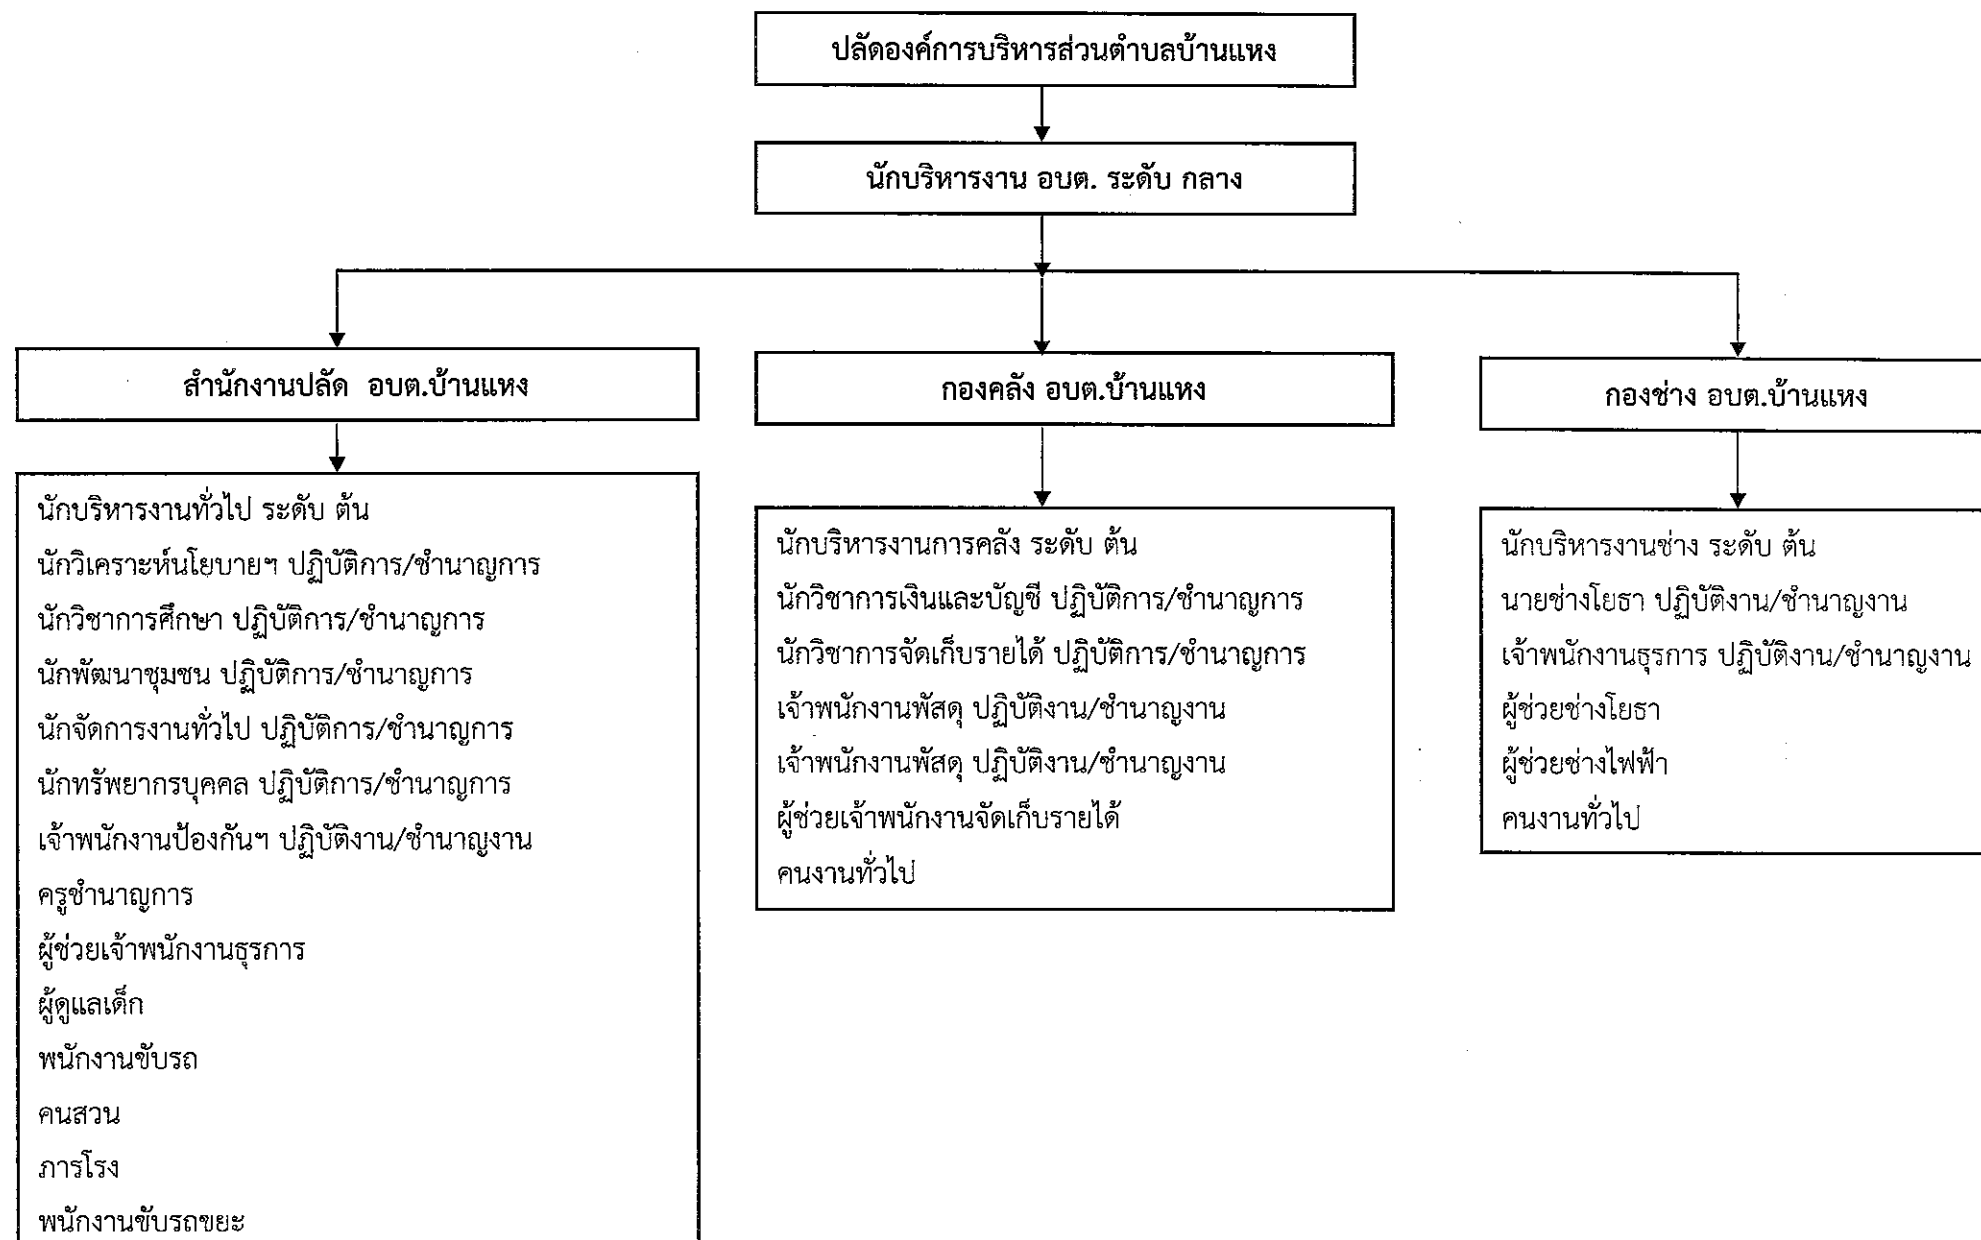 ปลัดองค์การบริหารส่วนตำบลบ้านแหง
นักบริหารงาน อบต. ระดับ กลาง
สำนักงานปลัด อบต.บ้านแหง
นักบริหารงานทั่วไป ระดับ ต้น
นักวิเคราะห์นโยบายฯ ปฏิบัติการ/ชำนาญการ
นักวิชาการศึกษา ปฏิบัติการ/ชำนาญการ
นักพัฒนาชุมชน ปฏิบัติการ/ชำนาญการ
นักจัดการงานทั่วไป ปฏิบัติการ/ชำนาญการ
นักทรัพยากรบุคคล ปฏิบัติการ/ชำนาญการ
เจ้าพนักงานป้องกันฯ ปฏิบัติงาน/ชำนาญงาน
ครูชำนาญการ
ผู้ช่วยเจ้าพนักงานธุรการ
ผู้ดูแลเด็ก
พนักงานขับรถ
คนสวน
ภารโรง
พนักงานขับรถขยะ
กองคลัง อบต.บ้านแหง
นักบริหารงานการคลัง ระดับ ต้น
นักวิชาการเงินและบัญชี ปฏิบัติการ/ชำนาญการ
นักวิชาการจัดเก็บรายได้ ปฏิบัติการ/ชำนาญการ
เจ้าพนักงานพัสดุ ปฏิบัติงาน/ชำนาญงาน
เจ้าพนักงานพัสดุ ปฏิบัติงาน/ชำนาญงาน
ผู้ช่วยเจ้าพนักงานจัดเก็บรายได้
คนงานทั่วไป
กองช่าง อบต.บ้านแหง
นักบริหารงานช่าง ระดับ ต้น
นายช่างโยธา ปฏิบัติงาน/ชำนาญงาน
เจ้าพนักงานธุรการ ปฏิบัติงาน/ชำนาญงาน
ผู้ช่วยช่างโยธา
ผู้ช่วยช่างไฟฟ้า
คนงานทั่วไป